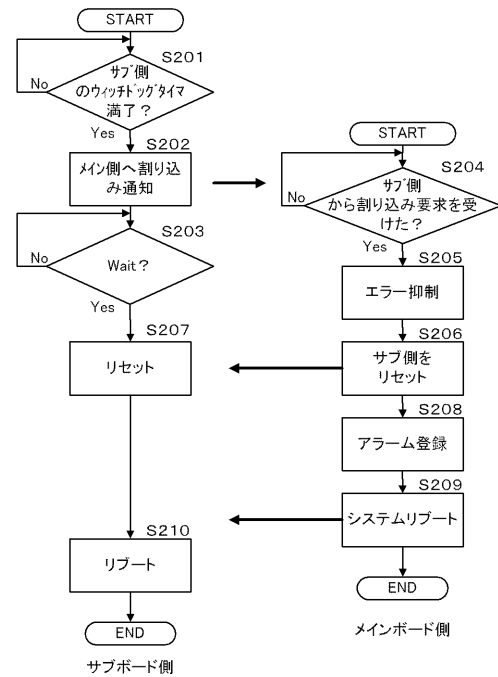 START
S201
サブ側
のウィッチドッグタイマ
満了？
No
Yes
S202
メイン側へ割り込
み通知
S203
Wait？
No
Yes
S207
リセット
S210
リブート
END
サブボード側
START
S204
サブ側
から割り込み要求を受
けた？
No
Yes
S205
エラー抑制
S206
サブ側を
リセット
S208
アラーム登録
S209
システムリブート
END
メインボード側